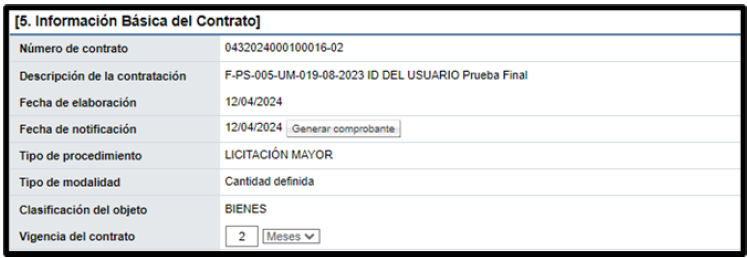 [5. Información Básica del Contrato]
Número de contrato 0432024000100016-02
Descripción de la contratación F-PS-005-UM-019-08-2023 ID DEL USUARIO Prueba Final
Fecha de elaboración 12/04/2024
Fecha de notificación 12/04/2024 Generar comprobante
Tipo de procedimiento LICITACIÓN MAYOR
Tipo de modalidad Cantidad definida
Clasificación del objeto BIENES
Vigencia del contrato 2 Meses